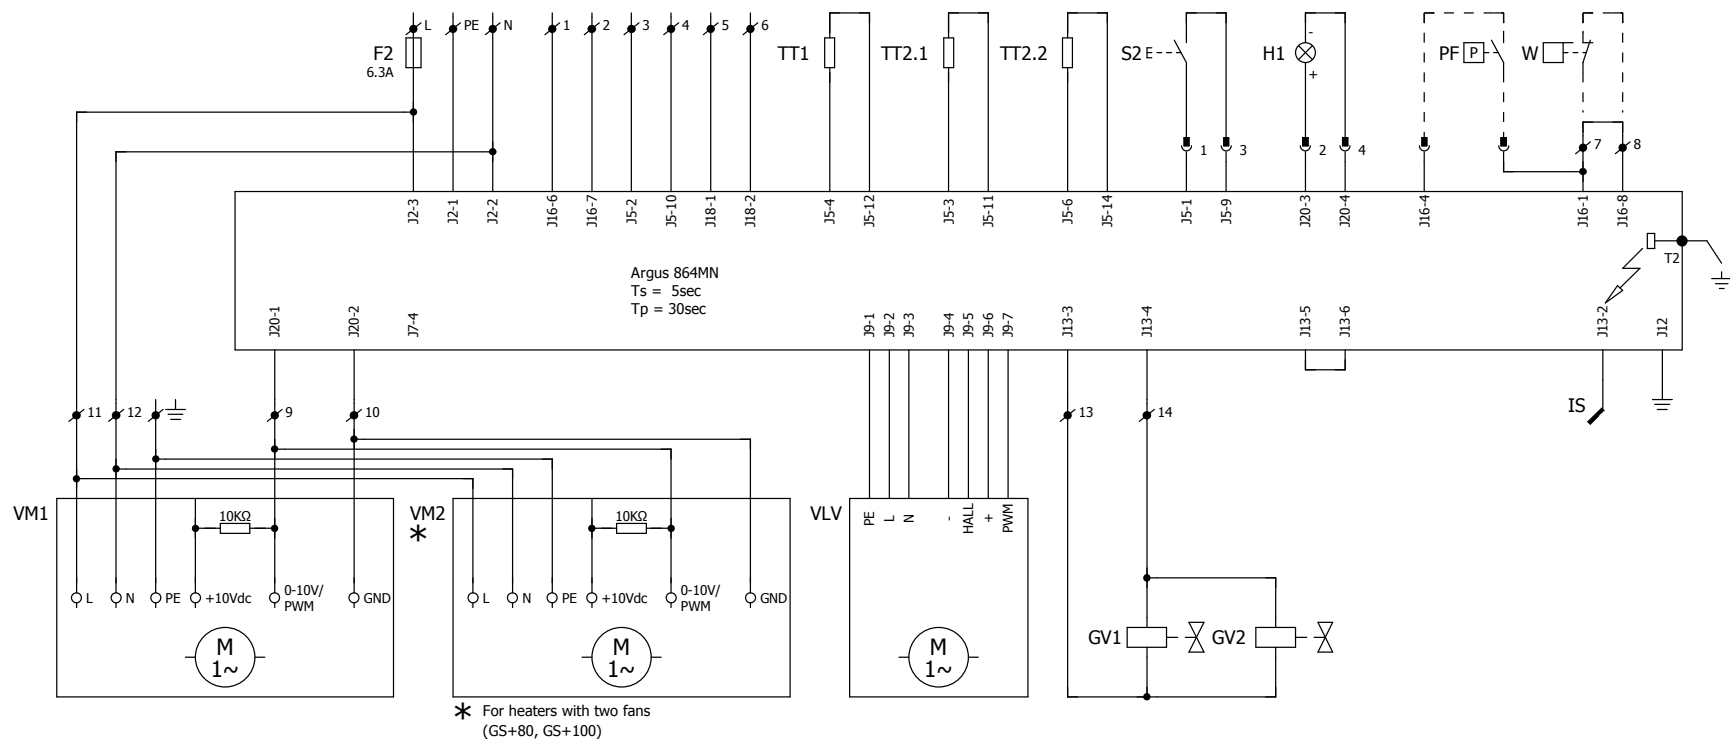 L PE N 1 2 3 4 5 6
F2
6.3A
TT1 TT2.1 TT2.2 S2 E H1 - + PF P W
1 3 2 4 7 8
J2-3 J2-1 J2-2 J16-6 J16-7 J5-2 J5-10 J18-1 J18-2 J5-4 J5-12 J5-3 J5-11 J5-6 J5-14 J5-1 J5-9 J20-3 J20-4 J16-4 J16-1 J16-8
T2
Argus 864MN
Ts = 5sec
Tp = 30sec
J20-1 J20-2 J7-4 J9-1 J9-2 J9-3 J9-4 J9-5 J9-6 J9-7 J13-3 J13-4 J13-5 J13-6 J13-2 J12
11 12 9 10 13 14 IS
VM1 10KΩ VM2 10KΩ VLV PE L N - HALL + PWM
*
L N PE +10Vdc 0-10V/ GND L N PE +10Vdc 0-10V/ GND
PWM PWM
M M M GV1 GV2
1~ 1~ 1~
* For heaters with two fans
(GS+80, GS+100)